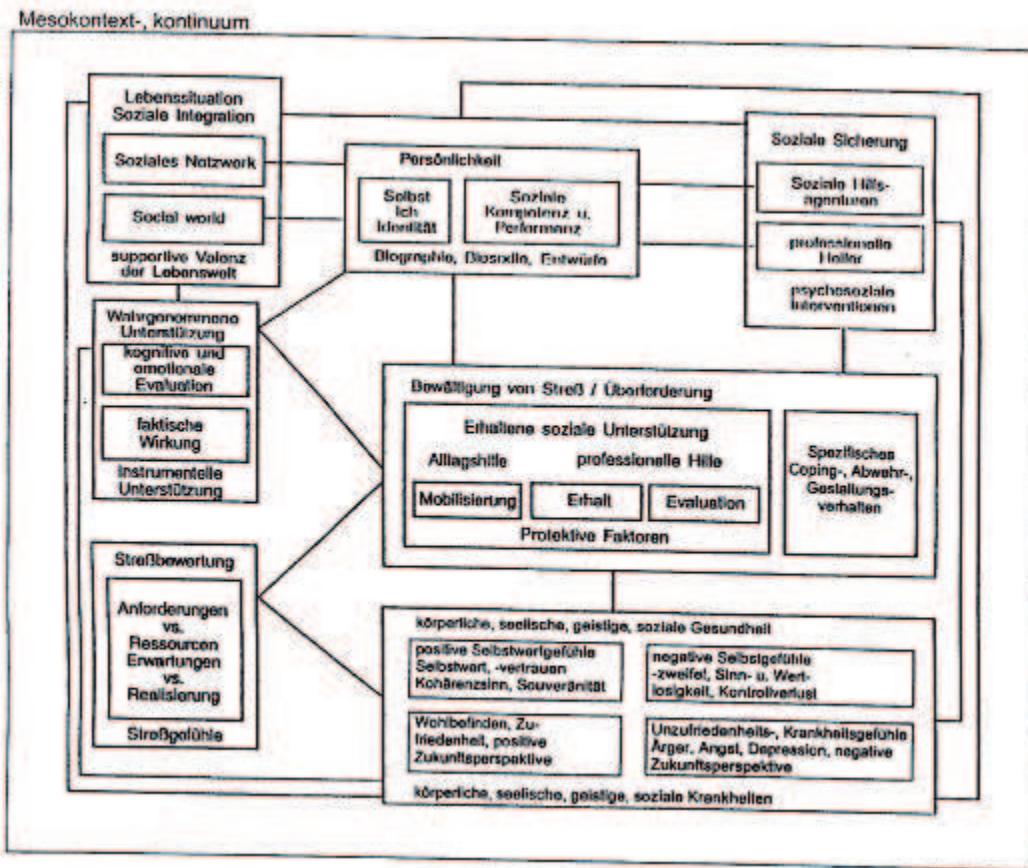 Mesokontext-, kontinuum
Lebenssituation
Soziale Integration
Soziales Netzwerk
Social world
supportive Valenz
der Lebenswelt
Persönlichkeit
Selbst
Ich
Identität
Soziale
Kompetenz u.
Performanz
Biographie, Entwürfe
Soziale Sicherung
Soziale Hilfs-
agenturen
professionelle
Helfer
psychosoziale
Interventionen
Wahrgenommene
Unterstützung
kognitive und
emotionale
Evaluation
faktische
Wirkung
Instrumentelle
Unterstützung
Bewältigung von Streß / Überforderung
Erhaltene soziale Unterstützung
Alltagshilfe professionelle Hilfe
Mobilisierung
Erhalt
Evaluation
Protektive Faktoren
Spezifisches
Coping-, Abwehr-,
Gestaltungs-
verhalten
Streßbewertung
Anforderungen
vs.
Ressourcen
Erwartungen
vs.
Realisierung
Streßgefühle
körperliche, seelische, geistige, soziale Gesundheit
positive Selbstwertgefühle
Selbstwert, -vertrauen
Kohärenzsinn, Souveränität
negative Selbstgefühle
-zweifel, Sinn- u. Wert-
losigkeit, Kontrollverlust
Wohlbefinden, Zu-
friedenheit, positive
Zukunftsperspektive
Unzufriedenheits-, Krankheitsgefühle
Ärger, Angst, Depression, negative
Zukunftsperspektive
körperliche, seelische, geistige, soziale Krankheiten